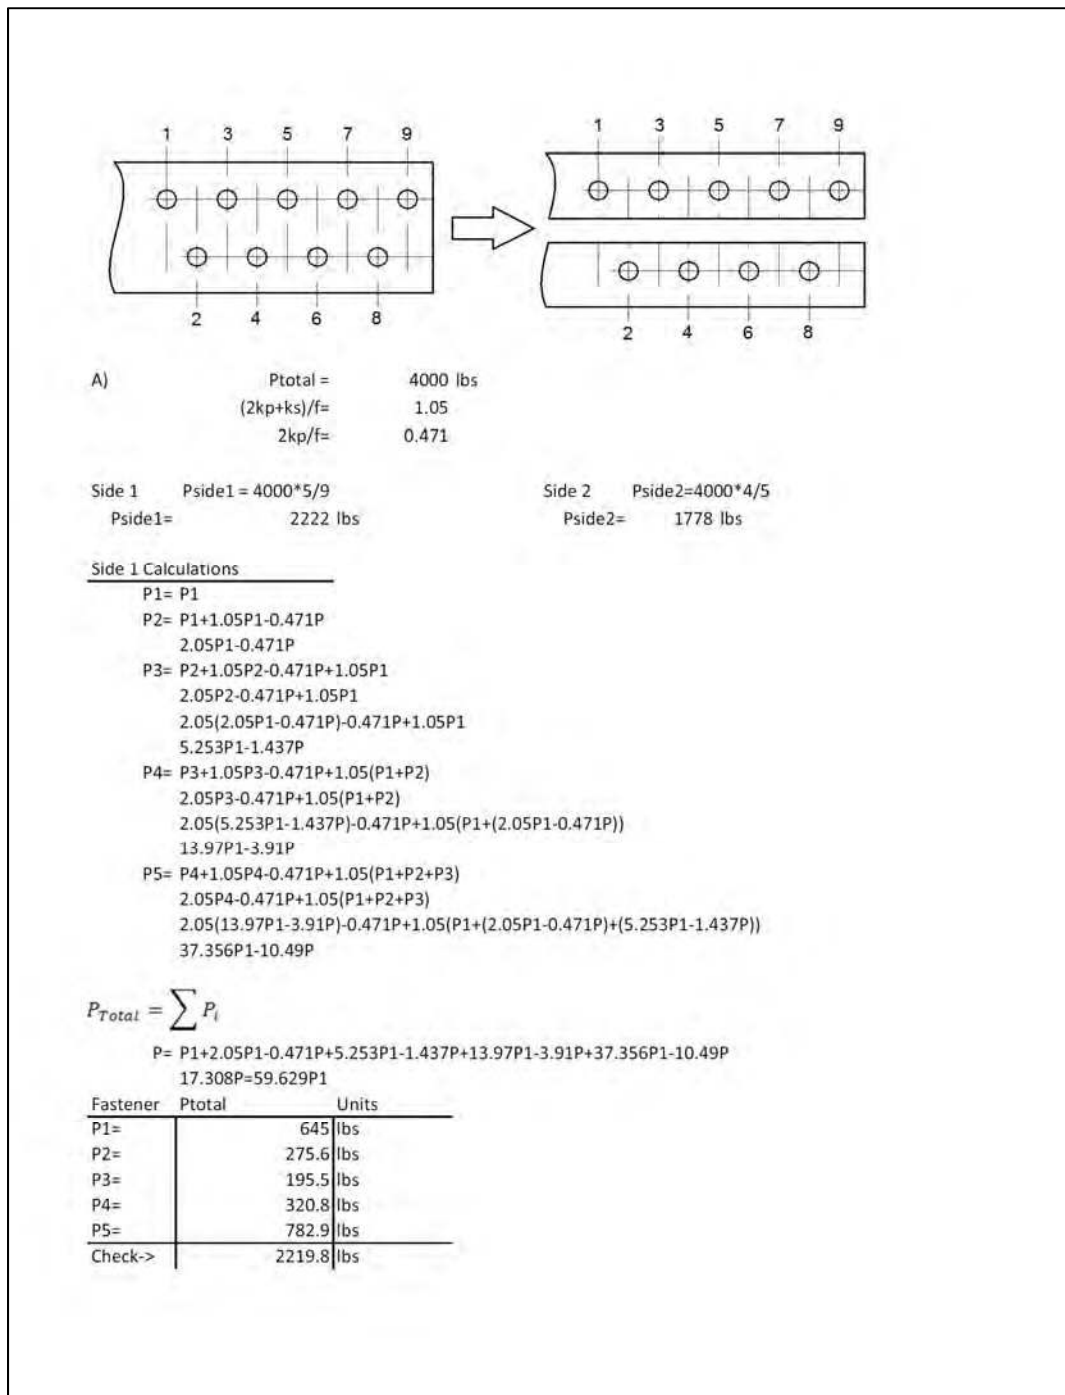 1 3 5 7 9
2 4 6 8
1 3 5 7 9
2 4 6 8
A) Ptotal = 4000 lbs
(2kp+ks)/f= 1.05
2kp/f= 0.471
Side 1 Pside1 = 4000*5/9
Pside1= 2222 lbs
Side 2 Pside2=4000*4/5
Pside2= 1778 lbs
Side 1 Calculations
P1= P1
P2= P1+1.05P1-0.471P
2.05P1-0.471P
P3= P2+1.05P2-0.471P+1.05P1
2.05P2-0.471P+1.05P1
2.05(2.05P1-0.471P)-0.471P+1.05P1
5.253P1-1.437P
P4= P3+1.05P3-0.471P+1.05(P1+P2)
2.05P3-0.471P+1.05(P1+P2)
2.05(5.253P1-1.437P)-0.471P+1.05(P1+(2.05P1-0.471P))
13.97P1-3.91P
P5= P4+1.05P4-0.471P+1.05(P1+P2+P3)
2.05P4-0.471P+1.05(P1+P2+P3)
2.05(13.97P1-3.91P)-0.471P+1.05(P1+(2.05P1-0.471P)+(5.253P1-1.437P))
37.356P1-10.49P
P_Total = ∑ P_i
P= P1+2.05P1-0.471P+5.253P1-1.437P+13.97P1-3.91P+37.356P1-10.49P
17.308P=59.629P1
Fastener Ptotal Units
P1= 645 lbs
P2= 275.6 lbs
P3= 195.5 lbs
P4= 320.8 lbs
P5= 782.9 lbs
Check-> 2219.8 lbs